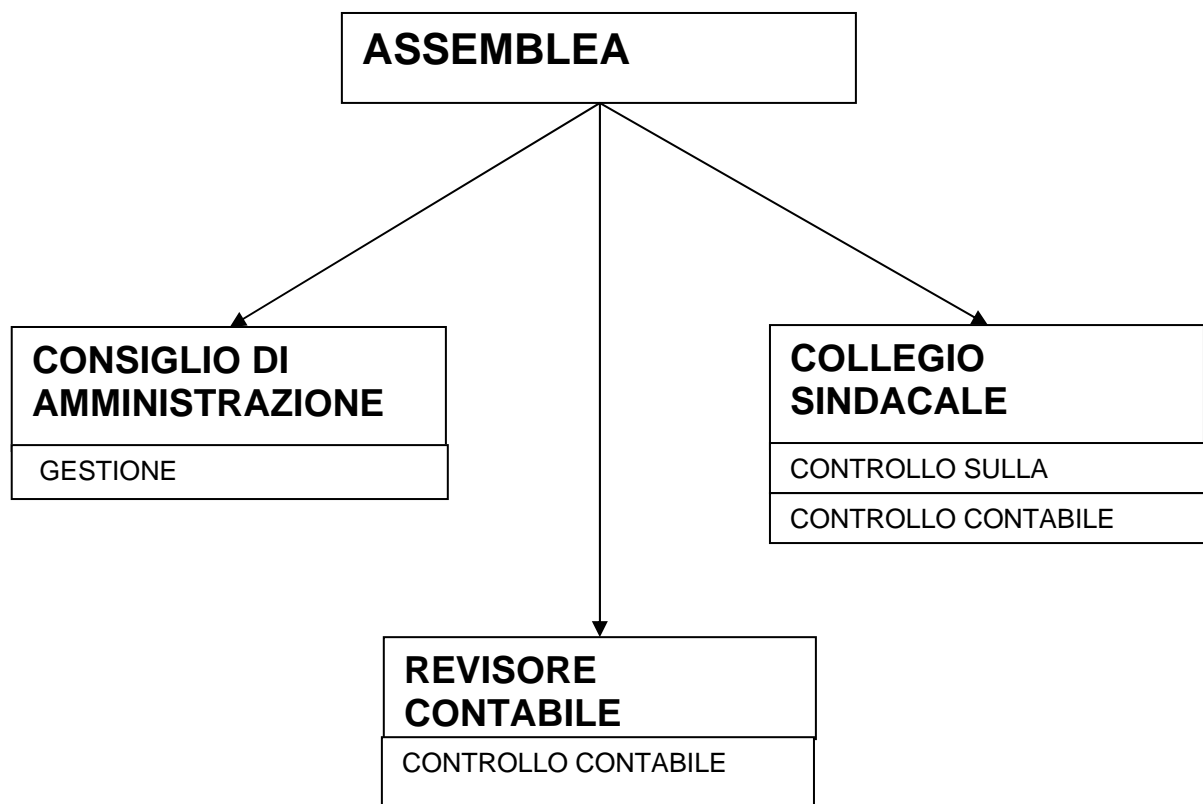 ASSEMBLEA
CONSIGLIO DI
AMMINISTRAZIONE
GESTIONE
COLLEGIO
SINDACALE
CONTROLLO SULLA
CONTROLLO CONTABILE
REVISORE
CONTABILE
CONTROLLO CONTABILE